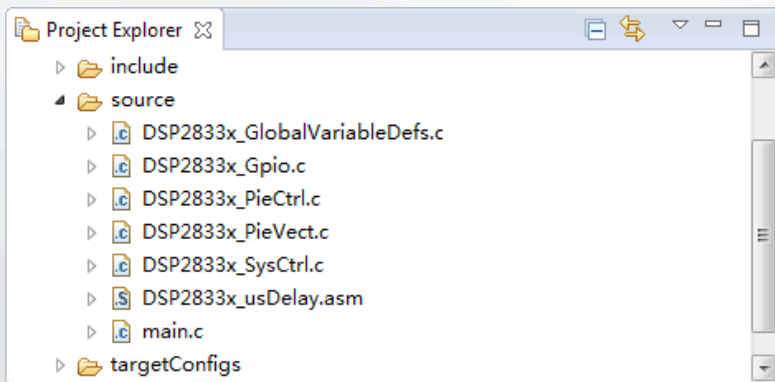 Project Explorer
include
source
DSP2833x_GlobalVariableDefs.c
DSP2833x_Gpio.c
DSP2833x_PieCtrl.c
DSP2833x_PieVect.c
DSP2833x_SysCtrl.c
DSP2833x_usDelay.asm
main.c
targetConfigs